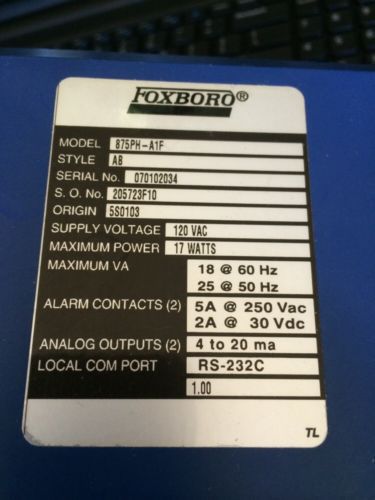 FOXBORO®
MODEL 875PH-A1F
STYLE AB
SERIAL No. 070102034
S. O. No. 205723F10
ORIGIN 5S0103
SUPPLY VOLTAGE 120 VAC
MAXIMUM POWER 17 WATTS
MAXIMUM VA 18 @ 60 Hz
25 @ 50 Hz
ALARM CONTACTS (2) 5A @ 250 Vac
2A @ 30 Vdc
ANALOG OUTPUTS (2) 4 to 20 ma
LOCAL COM PORT RS-232C
1.00
TL